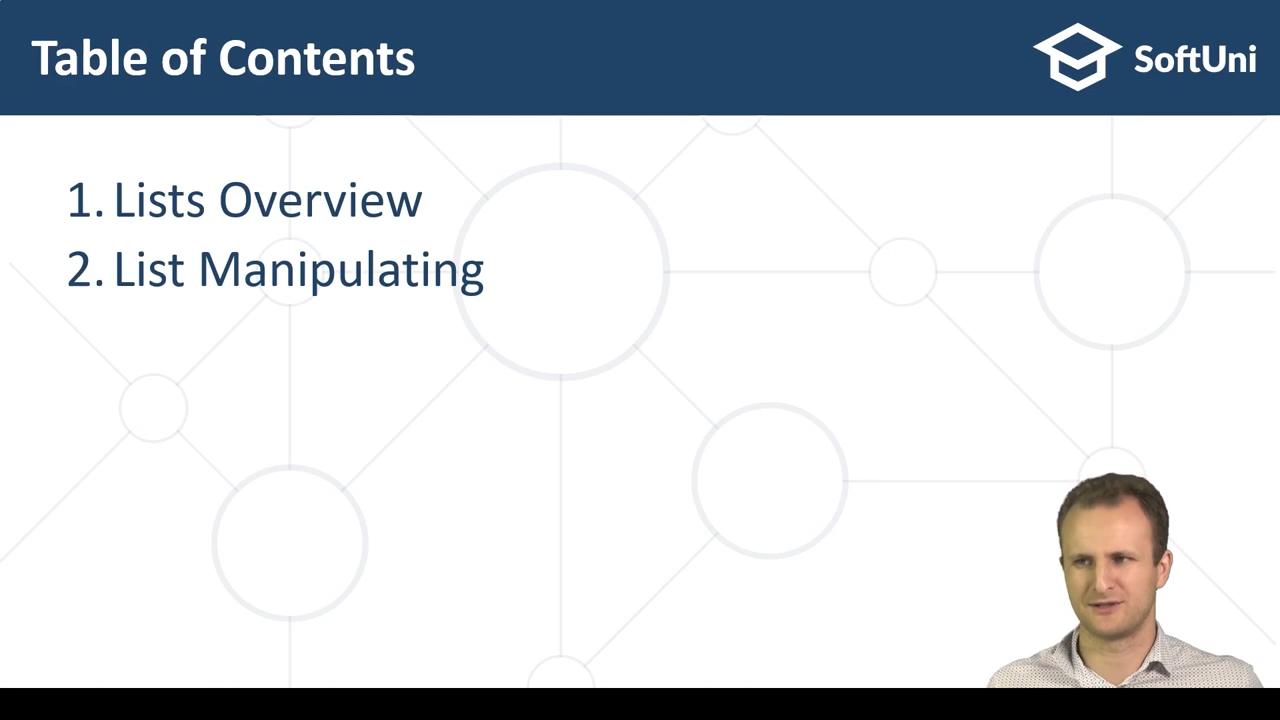 Table of Contents
SoftUni
1. Lists Overview
2. List Manipulating